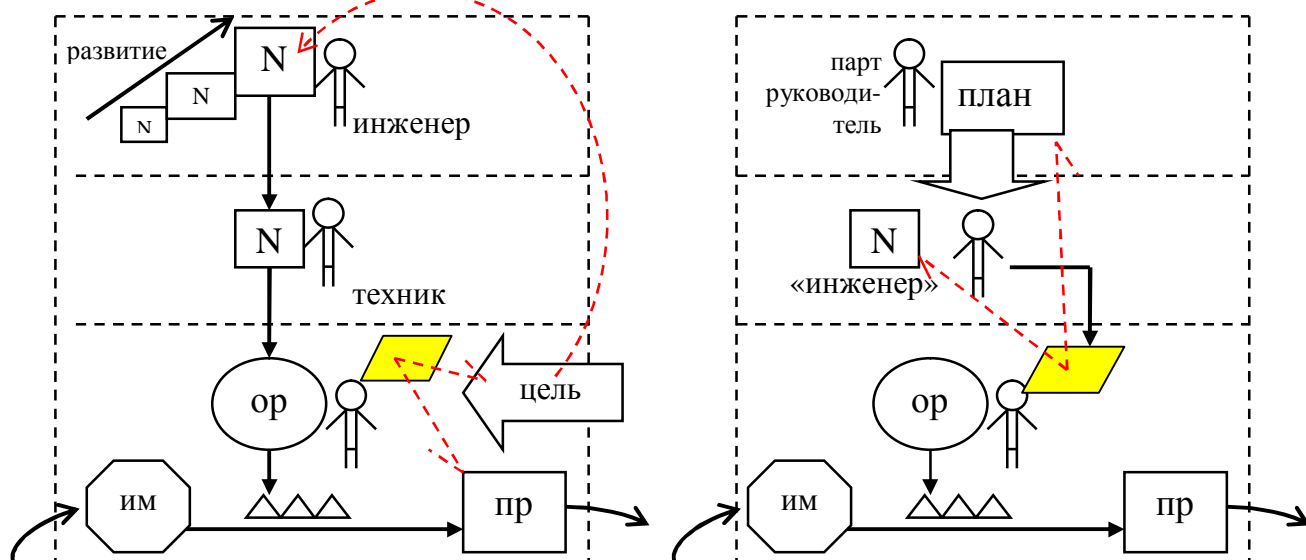 развитие
N
N
N
инженер
N
техник
ор
цель
им
пр
парт
руководи-
тель
план
N
«инженер»
ор
им
пр